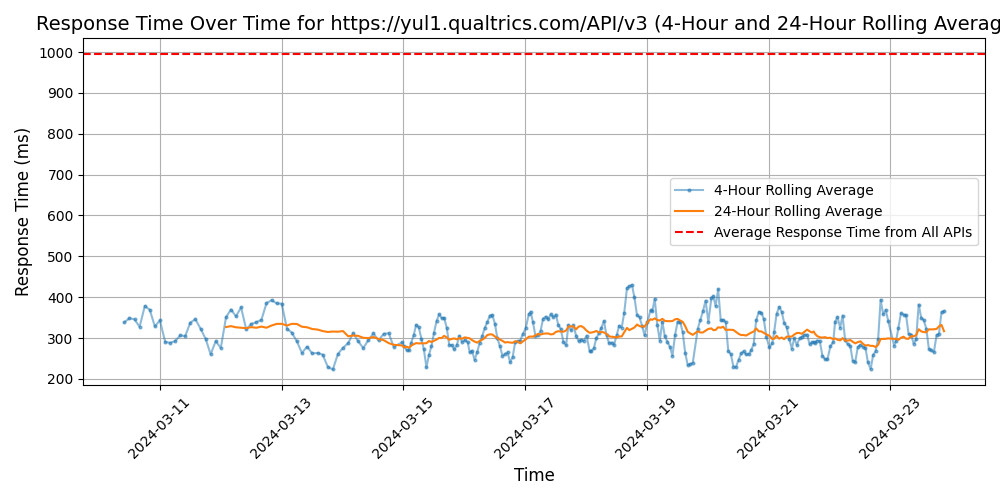 Response Time Over Time for https://yul1.qualtrics.com/API/v3 (4-Hour and 24-Hour Rolling Averag
Response Time (ms)
1000
900
800
700
600
500
400
300
200
4-Hour Rolling Average
24-Hour Rolling Average
Average Response Time from All APIs
2024-03-11
2024-03-13
2024-03-15
2024-03-17
2024-03-19
2024-03-21
2024-03-23
Time